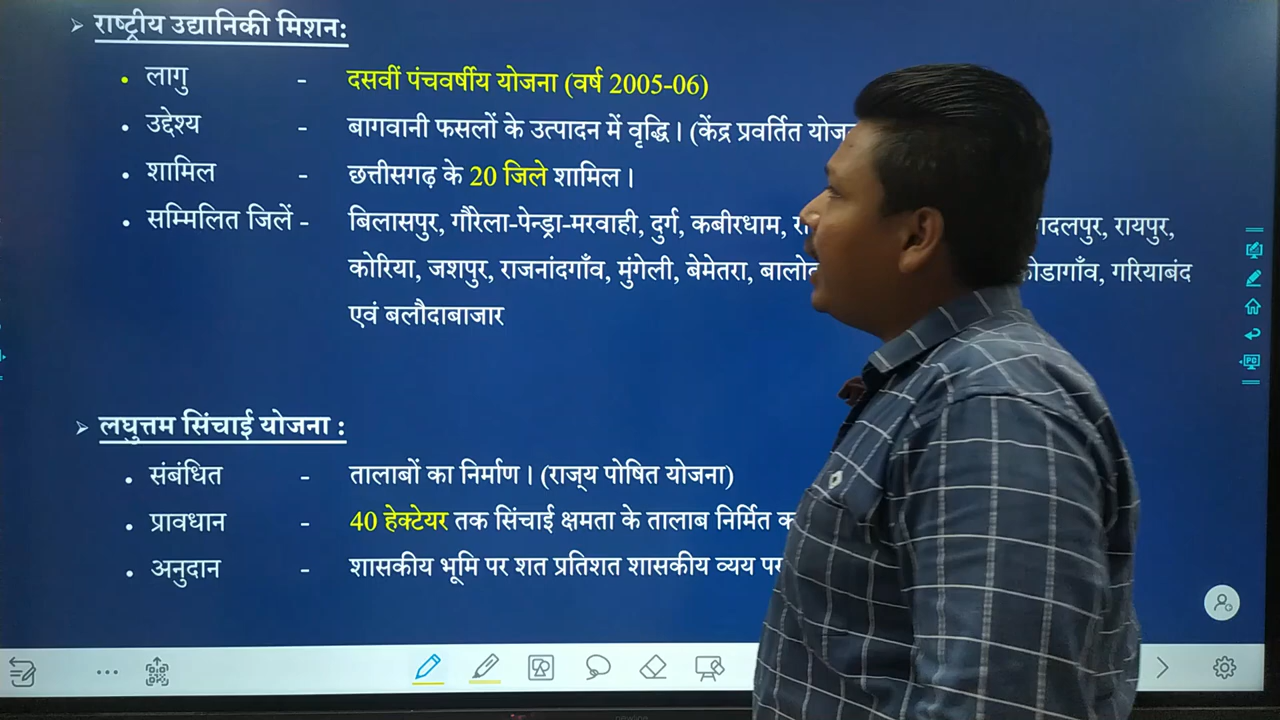 ➢ राष्ट्रीय उद्यानिकी मिशन:
• लागु - दसवीं पंचवर्षीय योजना (वर्ष 2005-06)
• उद्देश्य - बागवानी फसलों के उत्पादन में वृद्धि। (केंद्र प्रवर्तित
• शामिल - छत्तीसगढ़ के 20 जिले शामिल।
• सम्मिलित जिलें - बिलासपुर, गौरेला-पेन्ड्रा-मरवाही, दुर्ग, कबीरधाम, रायपुर,
कोरिया, जशपुर, राजनांदगाँव, मुंगेली, बेमेतरा, गरियाबंद
एवं बलौदाबाजार
➢ लघुत्तम सिंचाई योजना :
• संबंधित - तालाबों का निर्माण। (राज्य पोषित योजना)
• प्रावधान - 40 हेक्टेयर तक सिंचाई क्षमता के तालाब निर्मित
• अनुदान - शासकीय भूमि पर शत प्रतिशत शासकीय व्यय
PC
newline